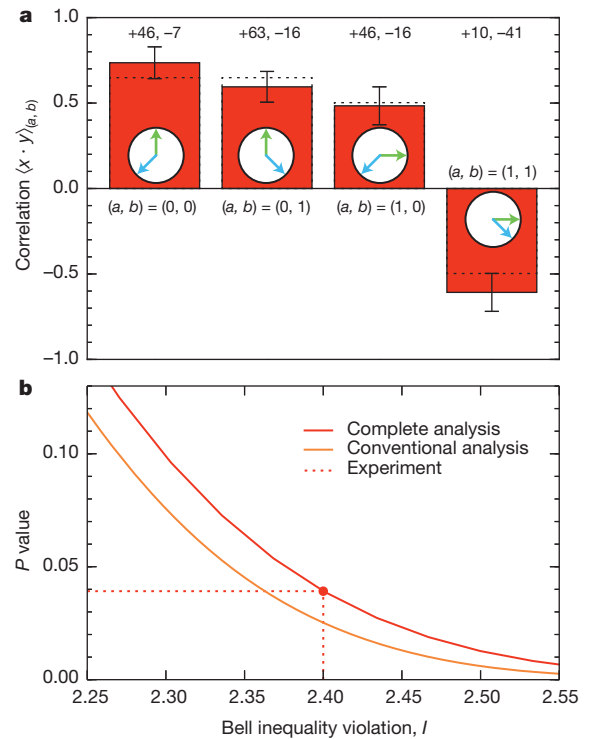 a
+46, −7 +63, −16 +46, −16 +10, −41
1.0
0.5
0.0
−0.5
−1.0
Correlation ⟨x · y⟩(a, b)
(a, b) = (1, 1)
(a, b) = (0, 0) (a, b) = (0, 1) (a, b) = (1, 0)
b
0.10
0.05
0.00
P value
Complete analysis
Conventional analysis
Experiment
2.25 2.30 2.35 2.40 2.45 2.50 2.55
Bell inequality violation, I